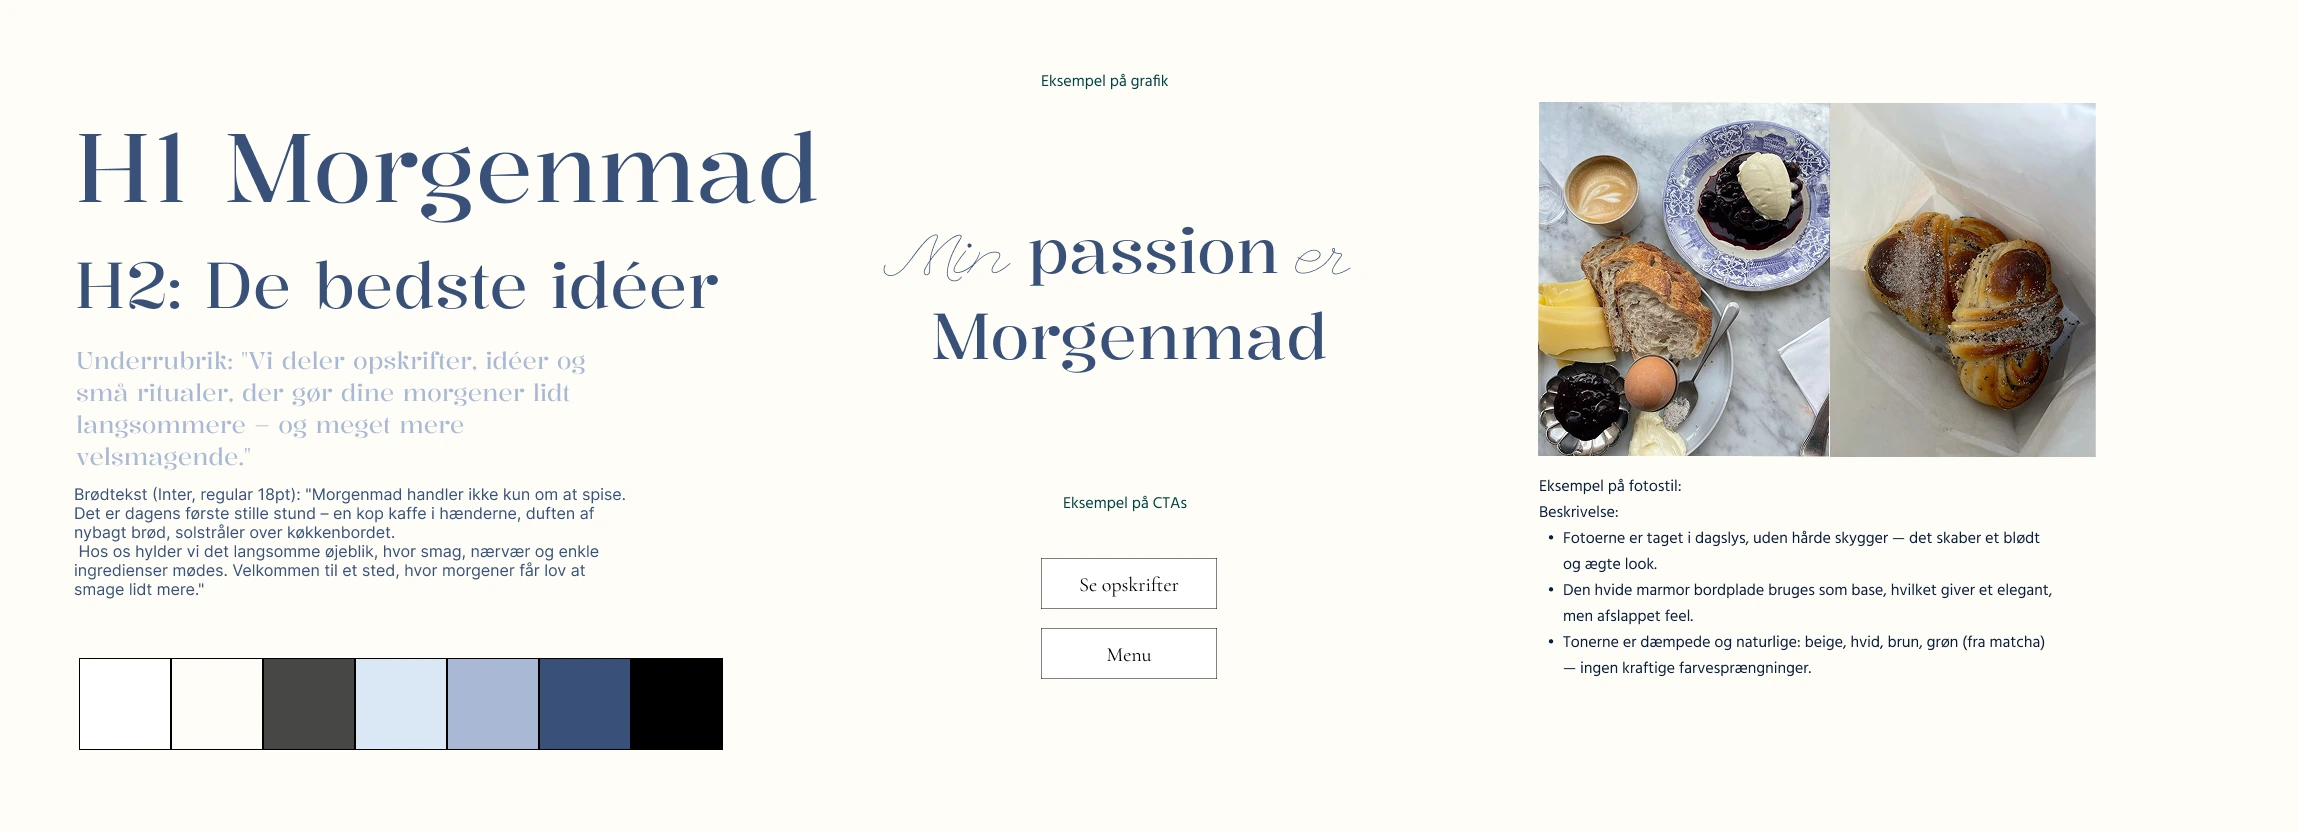 H1 Morgenmad
H2: De bedste idéer
Underrubrik: "Vi deler opskrifter, idéer og
små ritualer, der gør dine morgener lidt
langsommere – og meget mere
velsmagende."
Brødtekst (Inter, regular 18pt): "Morgenmad handler ikke kun om at spise.
Det er dagens første stille stund – en kop kaffe i hænderne, duften af
nybagt brød, solstråler over køkkenbordet.
Hos os hylder vi det langsomme øjeblik, hvor smag, nærvær og enkle
ingredienser mødes. Velkommen til et sted, hvor morgener får lov at
smage lidt mere."
Eksempel på grafik
Min passion er
Morgenmad
Eksempel på CTAs
Se opskrifter
Menu
Eksempel på fotostil:
Beskrivelse:
• Fotoerne er taget i dagslys, uden hårde skygger — det skaber et blødt
og ægte look.
• Den hvide marmor bordplade bruges som base, hvilket giver et elegant,
men afslappet feel.
• Tonerne er dæmpede og naturlige: beige, hvid, brun, grøn (fra matcha)
— ingen kraftige farvesprængninger.